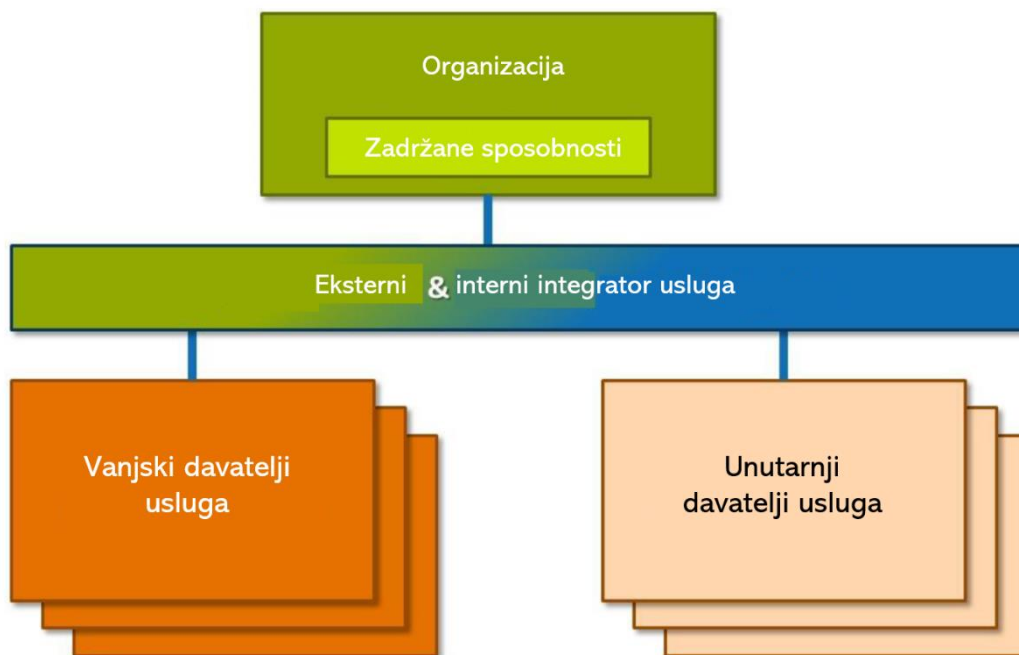 Organizacija
Zadržane sposobnosti
Eksterni & interni integrator usluga
Vanjski davatelji
usluga
Unutarnji
davatelji usluga